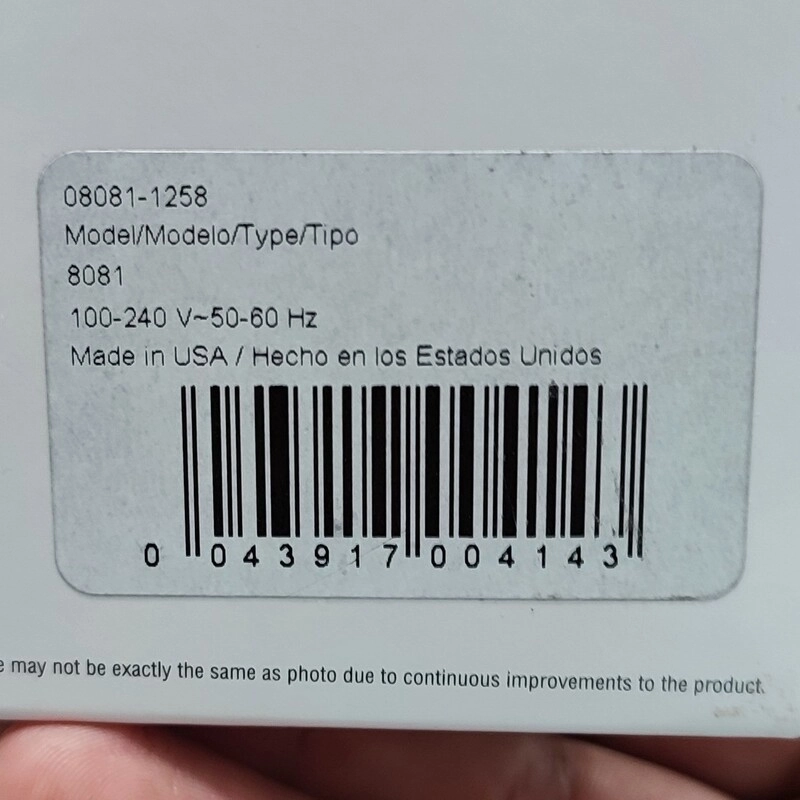 08081-1258
Model/Modelo/Type/Tipo
8081
100-240 V~50-60 Hz
Made in USA / Hecho en los Estados Unidos
0 043917 004143
may not be exactly the same as photo due to continuous improvements to the product.